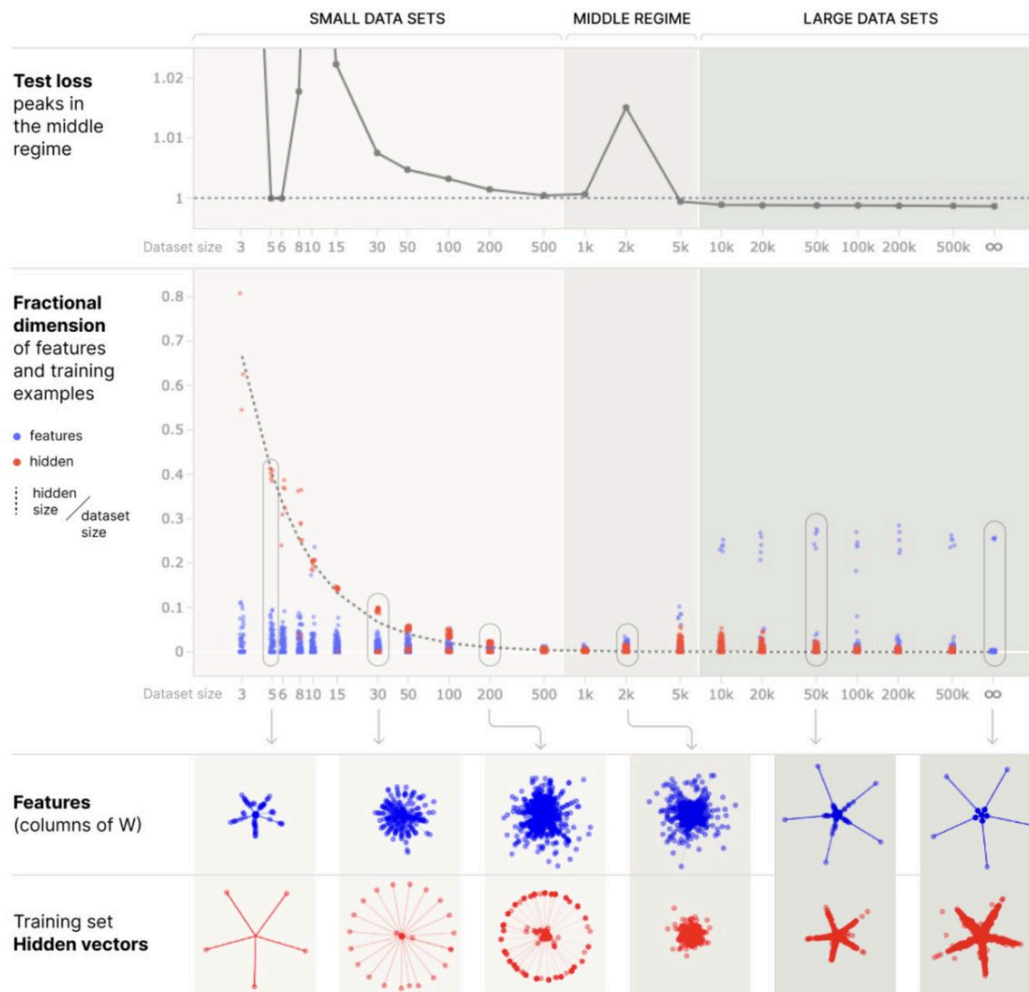 SMALL DATA SETS
MIDDLE REGIME
LARGE DATA SETS
Test loss
peaks in
the middle
regime
1.02
1.01
1
Dataset size 3 5 6 8 10 15 30 50 100 200 500 1k 2k 5k 10k 20k 50k 100k 200k 500k ∞
Fractional
dimension
of features
and training
examples
features
hidden
hidden
size / dataset
size
0.8
0.7
0.6
0.5
0.4
0.3
0.2
0.1
0
Dataset size 3 5 6 8 10 15 30 50 100 200 500 1k 2k 5k 10k 20k 50k 100k 200k 500k ∞
Features
(columns of W)
Training set
Hidden vectors